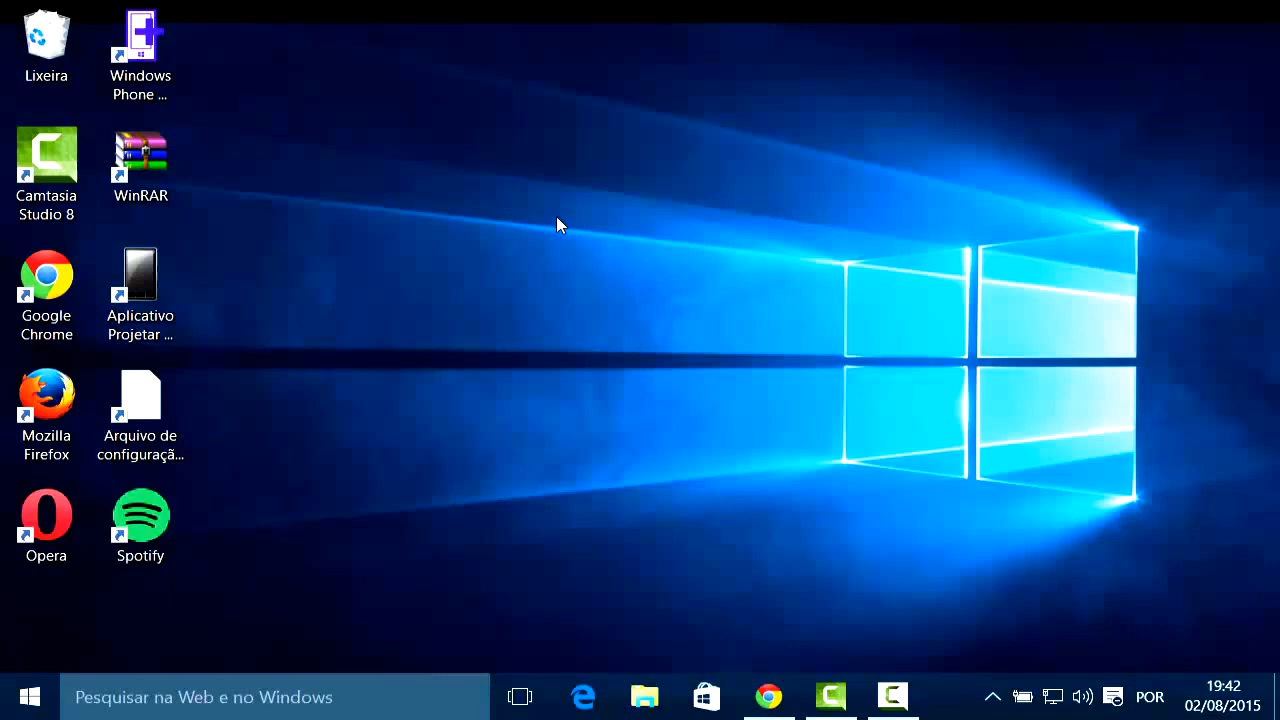 Lixeira
Windows
Phone ...
Camtasia
Studio 8
WinRAR
Google
Chrome
Aplicativo
Projetar ...
Mozilla
Firefox
Arquivo de
configuraçã...
Opera
Spotify
Pesquisar na Web e no Windows
POR
19:42
02/08/2015